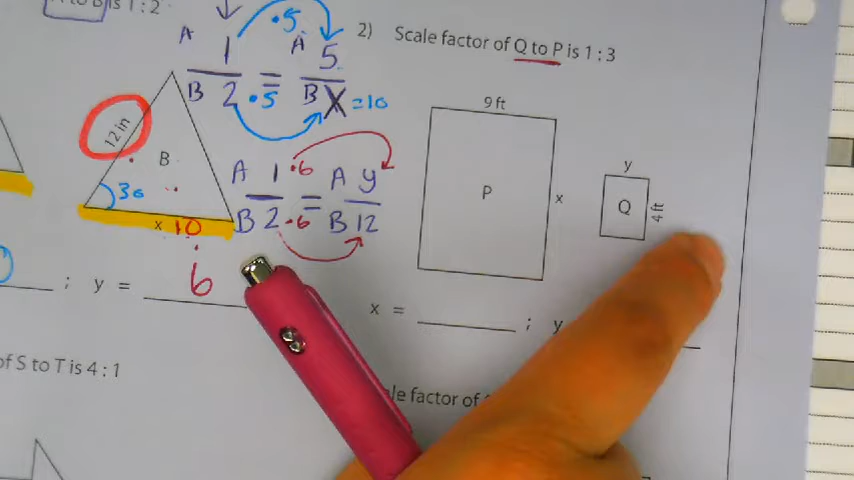 A to B is 1 : 2
A 1 = A 5
B 2 B X = 10
• 5
• 5
12 in
B
30
x 10
A 1 • 6 = A y
B 2 • 6 B 12
; y = 6
2) Scale factor of Q to P is 1 : 3
9 ft
P
x
y
Q
4 ft
x = ; y
of S to T is 4 : 1
ale factor of